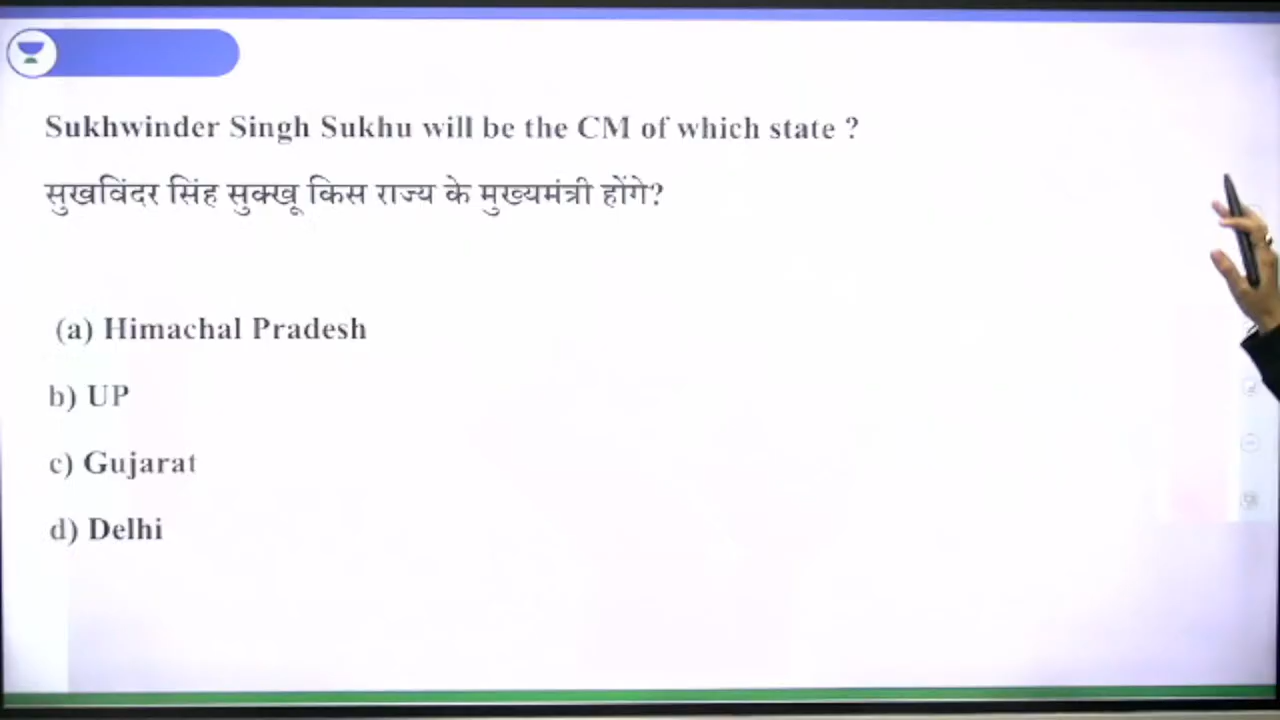 Sukhwinder Singh Sukhu will be the CM of which state ?
सुखविंदर सिंह सुक्खू किस राज्य के मुख्यमंत्री होंगे?
(a) Himachal Pradesh
b) UP
c) Gujarat
d) Delhi